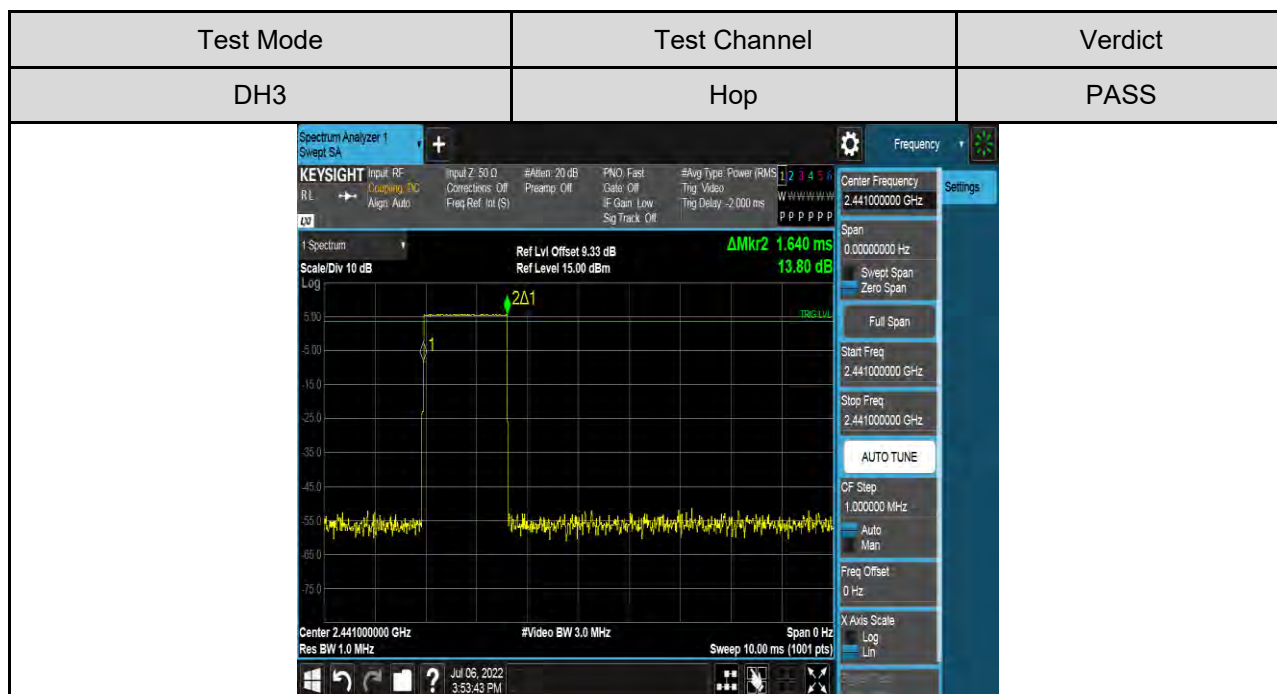 Test Mode Test Channel Verdict
DH3 Hop PASS
Spectrum Analyzer 1
Swept SA
+
Frequency
KEYSIGHT Input: RF Input Z: 50 Ω #Atten: 20 dB PNO: Fast #Avg Type: Power (RMS 1 2 3 4 5 6
RL Coupling: DC Corrections: Off Preamp: Off Gate: Off Trig: Video W W W W W W
Align: Auto Freq Ref: Int (S) IF Gain: Low Trig Delay: -2.000 ms
Sig Track: Off P P P P P P
LXI
Settings
1 Spectrum
Scale/Div 10 dB
Ref Lvl Offset 9.33 dB
Ref Level 15.00 dBm
ΔMkr2 1.640 ms
13.80 dB
Log
5.00
-5.00
-15.0
-25.0
-35.0
-45.0
-55.0
-65.0
-75.0
2Δ1
1
TRIG LVL
Center 2.441000000 GHz #Video BW 3.0 MHz Span 0 Hz
Res BW 1.0 MHz Sweep 10.00 ms (1001 pts)
Center Frequency
2.441000000 GHz
Span
0.00000000 Hz
Swept Span
Zero Span
Full Span
Start Freq
2.441000000 GHz
Stop Freq
2.441000000 GHz
AUTO TUNE
CF Step
1.000000 MHz
Auto
Man
Freq Offset
0 Hz
X Axis Scale
Log
Lin
?
Jul 06, 2022
3:53:43 PM